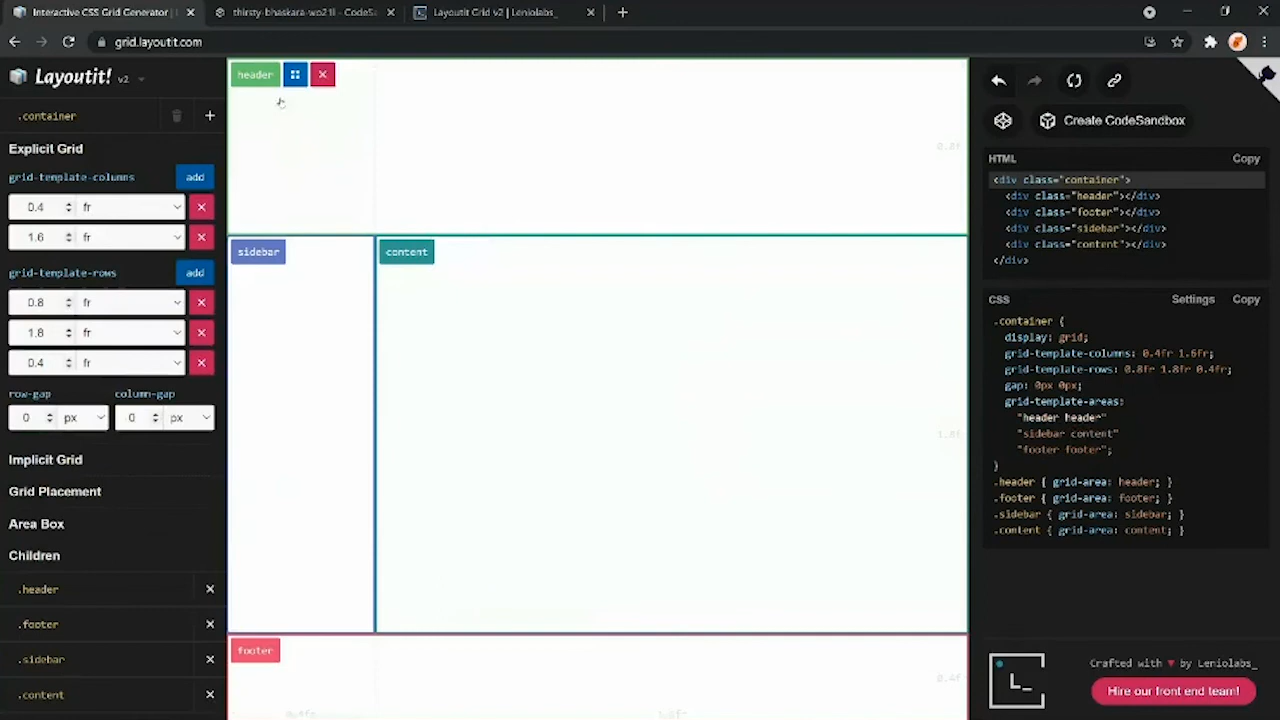 Interactive CSS Grid Generator |
thirsty-bhaskara-wo21i - CodeSa
Layoutit Grid v2 | Leniolabs_
grid.layoutit.com
Layoutit! v2
.container
Explicit Grid
grid-template-columns add
0.4 fr
1.6 fr
grid-template-rows add
0.8 fr
1.8 fr
0.4 fr
row-gap column-gap
0 px 0 px
Implicit Grid
Grid Placement
Area Box
Children
.header
.footer
.sidebar
.content
header
sidebar
content
footer
Create CodeSandbox
HTML Copy
<div class="container">
<div class="header"></div>
<div class="footer"></div>
<div class="sidebar"></div>
<div class="content"></div>
</div>
CSS Settings Copy
.container {
display: grid;
grid-template-columns: 0.4fr 1.6fr;
grid-template-rows: 0.8fr 1.8fr 0.4fr;
gap: 0px 0px;
grid-template-areas:
"header header"
"sidebar content"
"footer footer";
}
.header { grid-area: header; }
.footer { grid-area: footer; }
.sidebar { grid-area: sidebar; }
.content { grid-area: content; }
L_
Crafted with ♥ by Leniolabs_
Hire our front end team!